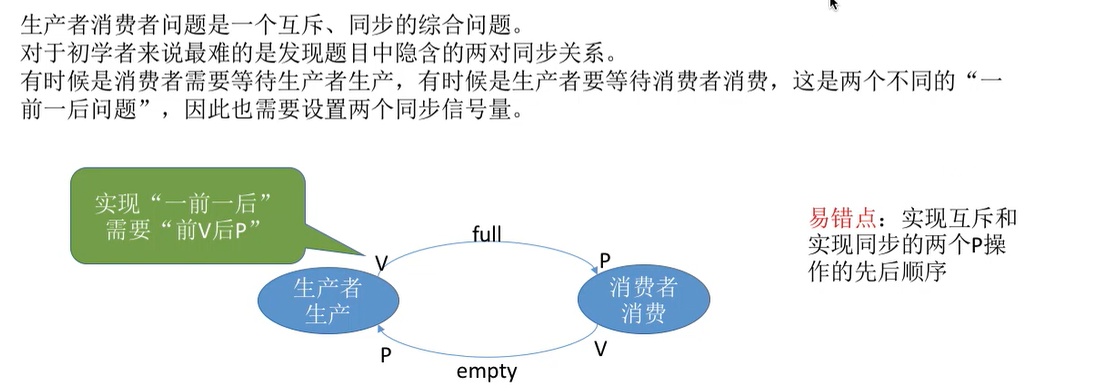 生产者消费者问题是一个互斥、同步的综合问题。
对于初学者来说最难的是发现题目中隐含的两对同步关系。
有时候是消费者需要等待生产者生产，有时候是生产者要等待消费者消费，这是两个不同的“一
前一后问题”，因此也需要设置两个同步信号量。
实现“一前一后”
需要“前V后P”
full
V
P
生产者
生产
消费者
消费
P
V
empty
易错点：实现互斥和
实现同步的两个P操
作的先后顺序